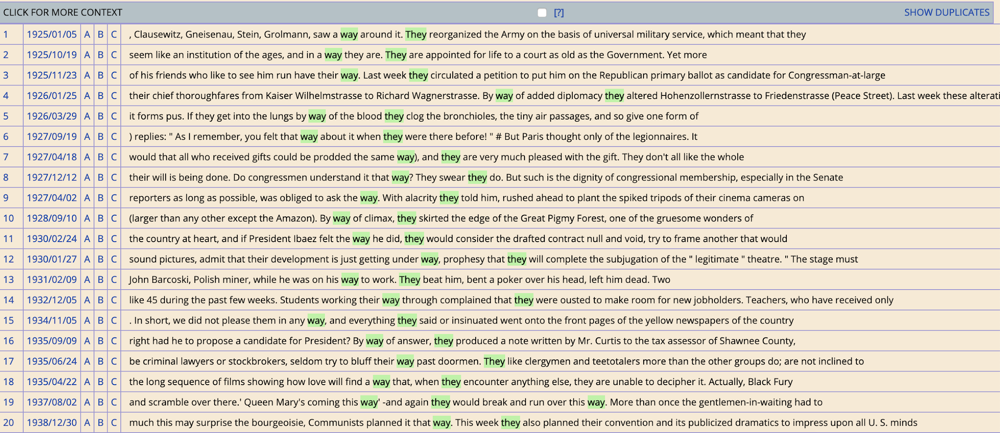 CLICK FOR MORE CONTEXT [?] SHOW DUPLICATES
1 1925/01/05 A B C , Clausewitz, Gneisenau, Stein, Grolmann, saw a way around it. They reorganized the Army on the basis of universal military service, which meant that they
2 1925/10/19 A B C seem like an institution of the ages, and in a way they are. They are appointed for life to a court as old as the Government. Yet more
3 1925/11/23 A B C of his friends who like to see him run have their way. Last week they circulated a petition to put him on the Republican primary ballot as candidate for Congressman-at-large
4 1926/01/25 A B C their chief thoroughfares from Kaiser Wilhelmstrasse to Richard Wagnerstrasse. By way of added diplomacy they altered Hohenzollernstrasse to Friedenstrasse (Peace Street). Last week these alterati
5 1926/03/29 A B C it forms pus. If they get into the lungs by way of the blood they clog the bronchioles, the tiny air passages, and so give one form of
6 1927/09/19 A B C ) replies: " As I remember, you felt that way about it when they were there before! " # But Paris thought only of the legionnaires. It
7 1927/04/18 A B C would that all who received gifts could be prodded the same way), and they are very much pleased with the gift. They don't all like the whole
8 1927/12/12 A B C their will is being done. Do congressmen understand it that way? They swear they do. But such is the dignity of congressional membership, especially in the Senate
9 1927/04/02 A B C reporters as long as possible, was obliged to ask the way. With alacrity they told him, rushed ahead to plant the spiked tripods of their cinema cameras on
10 1928/09/10 A B C (larger than any other except the Amazon). By way of climax, they skirted the edge of the Great Pigmy Forest, one of the gruesome wonders of
11 1930/02/24 A B C the country at heart, and if President Ibaez felt the way he did, they would consider the drafted contract null and void, try to frame another that would
12 1930/01/27 A B C sound pictures, admit that their development is just getting under way, prophesy that they will complete the subjugation of the " legitimate " theatre. " The stage must
13 1931/02/09 A B C John Barcoski, Polish miner, while he was on his way to work. They beat him, bent a poker over his head, left him dead. Two
14 1932/12/05 A B C like 45 during the past few weeks. Students working their way through complained that they were ousted to make room for new jobholders. Teachers, who have received only
15 1934/11/05 A B C . In short, we did not please them in any way, and everything they said or insinuated went onto the front pages of the yellow newspapers of the country
16 1935/09/09 A B C right had he to propose a candidate for President? By way of answer, they produced a note written by Mr. Curtis to the tax assessor of Shawnee County,
17 1935/06/24 A B C be criminal lawyers or stockbrokers, seldom try to bluff their way past doormen. They like clergymen and teetotalers more than the other groups do; are not inclined to
18 1935/04/22 A B C the long sequence of films showing how love will find a way that, when they encounter anything else, they are unable to decipher it. Actually, Black Fury
19 1937/08/02 A B C and scramble over there.' Queen Mary's coming this way' -and again they would break and run over this way. More than once the gentlemen-in-waiting had to
20 1938/12/30 A B C much this may surprise the bourgeoisie, Communists planned it that way. This week they also planned their convention and its publicized dramatics to impress upon all U. S. minds